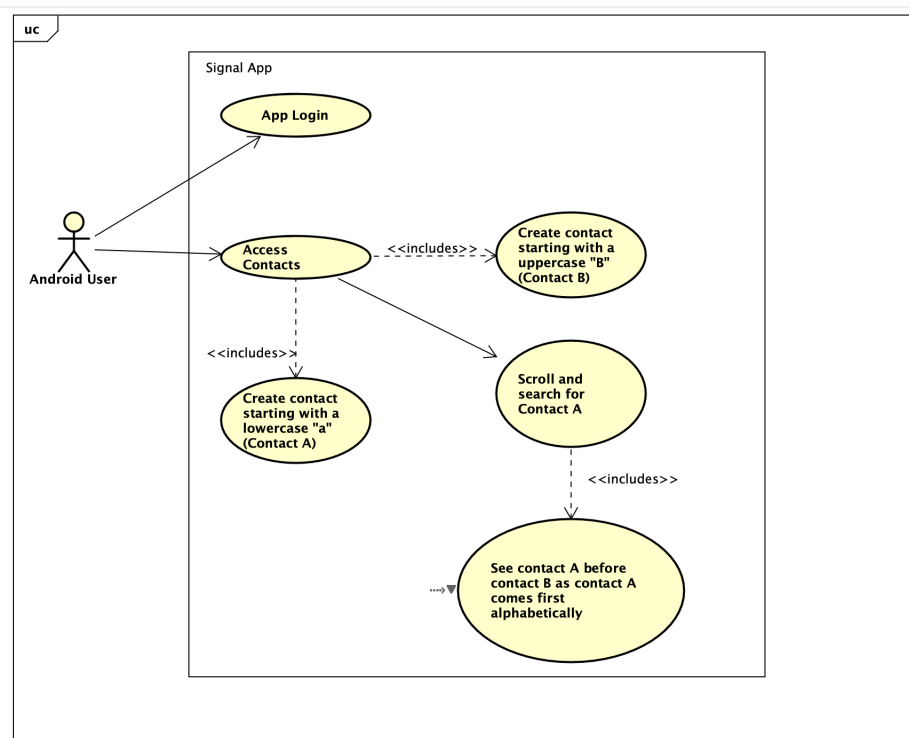 uc
Signal App
App Login
Android User
Access
Contacts
<<includes>>
Create contact
starting with a
uppercase "B"
(Contact B)
<<includes>>
Create contact
starting with a
lowercase "a"
(Contact A)
Scroll and
search for
Contact A
<<includes>>
See contact A before
contact B as contact A
comes first
alphabetically